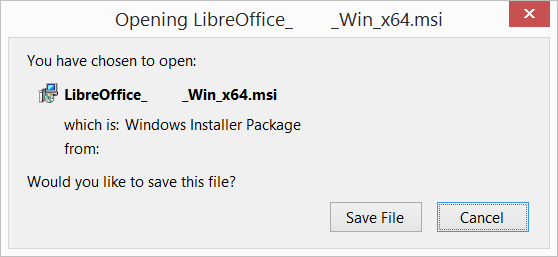 Opening LibreOffice_ _Win_x64.msi
You have chosen to open:
LibreOffice_ _Win_x64.msi
which is: Windows Installer Package
from:
Would you like to save this file?
Save File Cancel